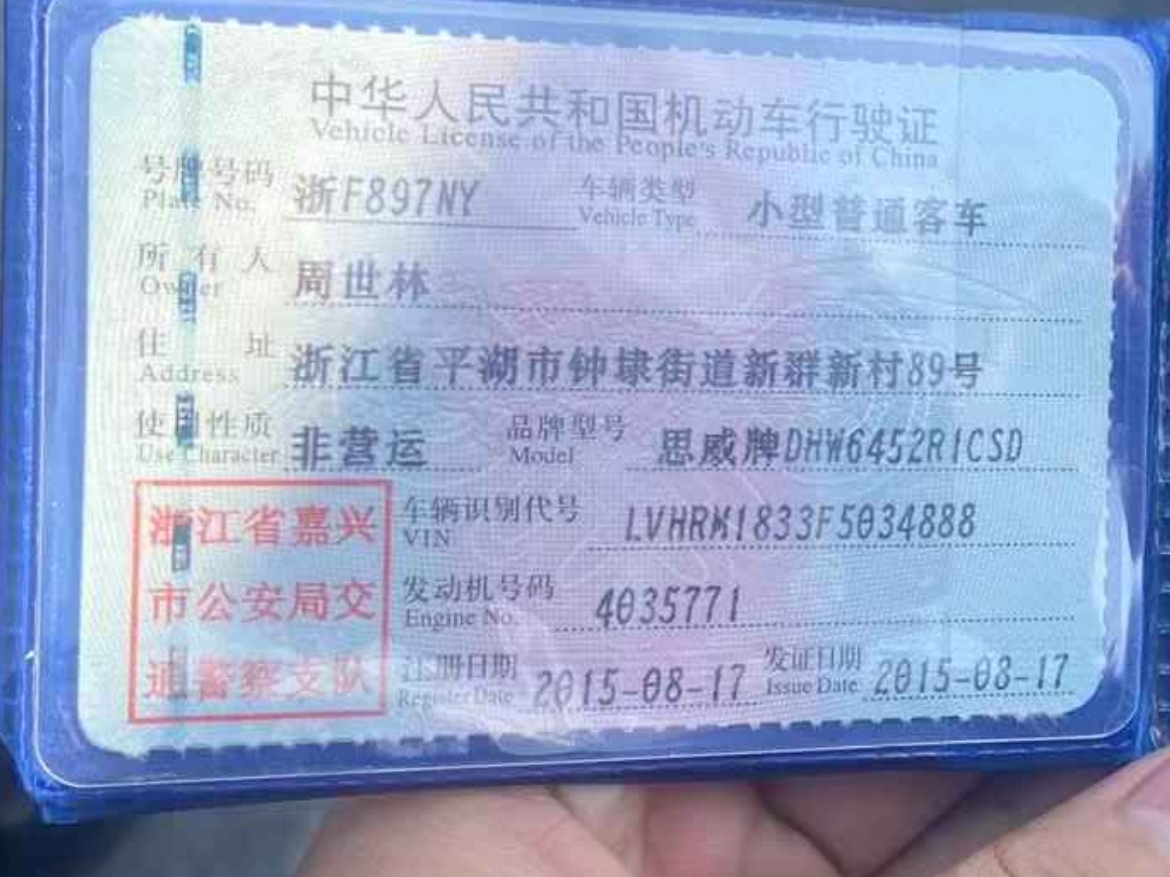 中华人民共和国机动车行驶证
Vehicle License of the People's Republic of China
号牌号码 浙F897NY 车辆类型 小型普通客车
Plate No. Vehicle Type
所有人 周世林
Owner
住址 浙江省平湖市钟埭街道新群新村89号
Address
使用性质 非营运 品牌型号 思威牌DHW6452R1CSD
Use Character Model
浙江省嘉兴
市公安局交
通警察支队
车辆识别代号 LVHRM1833F5034888
VIN
发动机号码 4035771
Engine No.
注册日期 2015-08-17 发证日期 2015-08-17
Register Date Issue Date